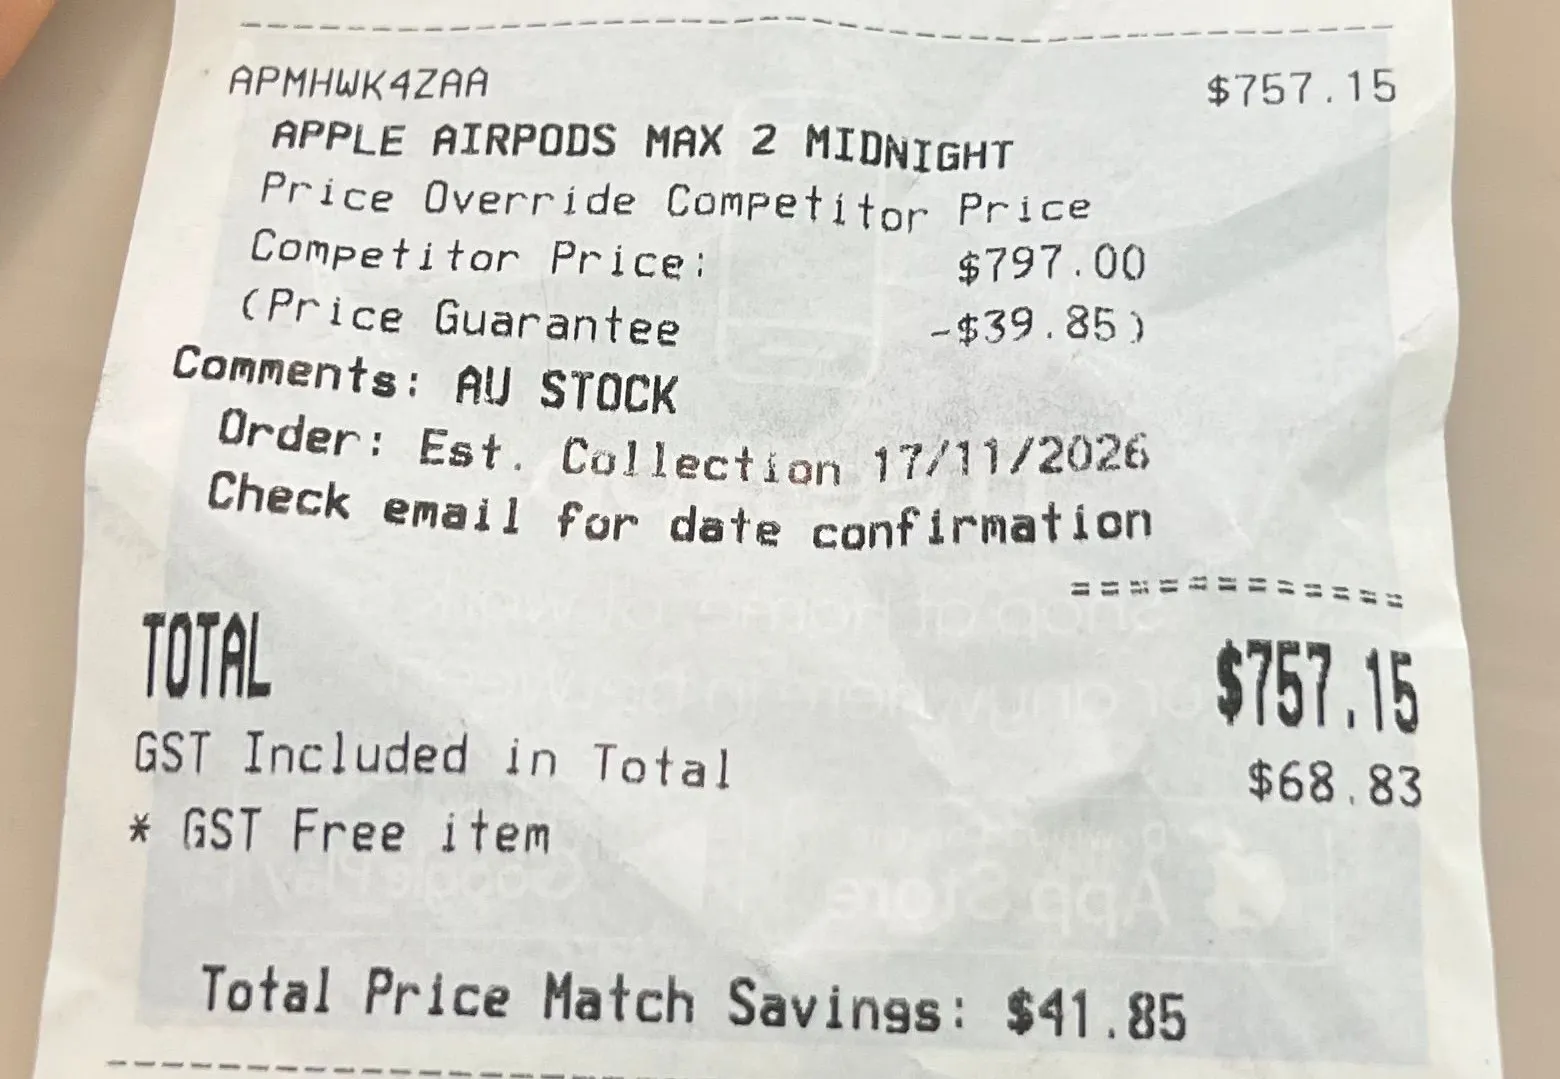 APMHWK4ZAA $757.15
APPLE AIRPODS MAX 2 MIDNIGHT
Price Override Competitor Price
Competitor Price: $797.00
(Price Guarantee -$39.85)
Comments: AU STOCK
Order: Est. Collection 17/11/2026
Check email for date confirmation
============
TOTAL $757.15
GST Included in Total $68.83
* GST Free item
Total Price Match Savings: $41.85